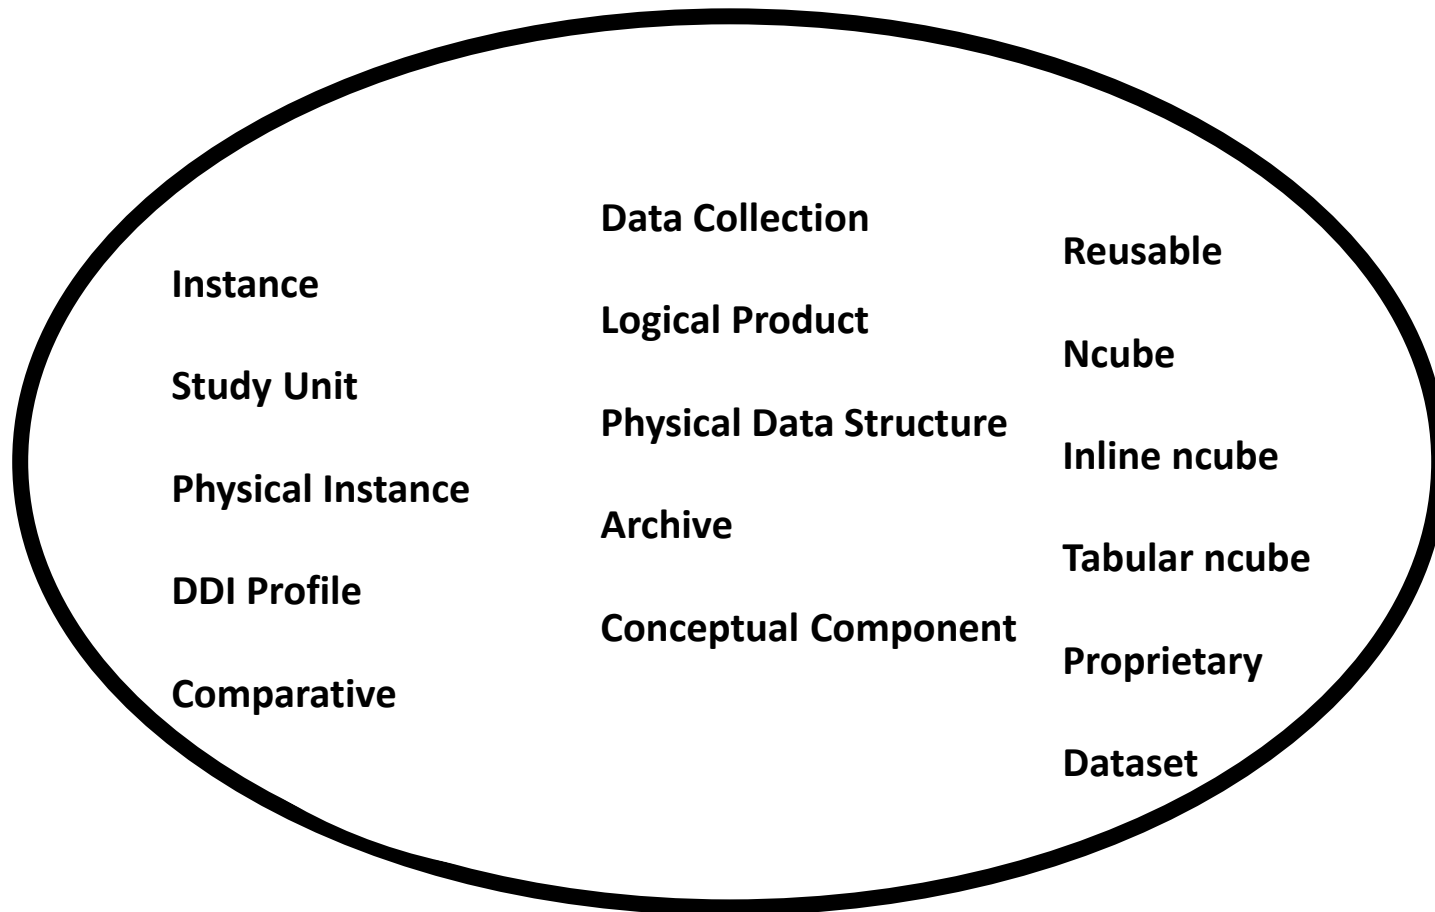 Instance
Study Unit
Physical Instance
DDI Profile
Comparative
Data Collection
Logical Product
Physical Data Structure
Archive
Conceptual Component
Reusable
Ncube
Inline ncube
Tabular ncube
Proprietary
Dataset